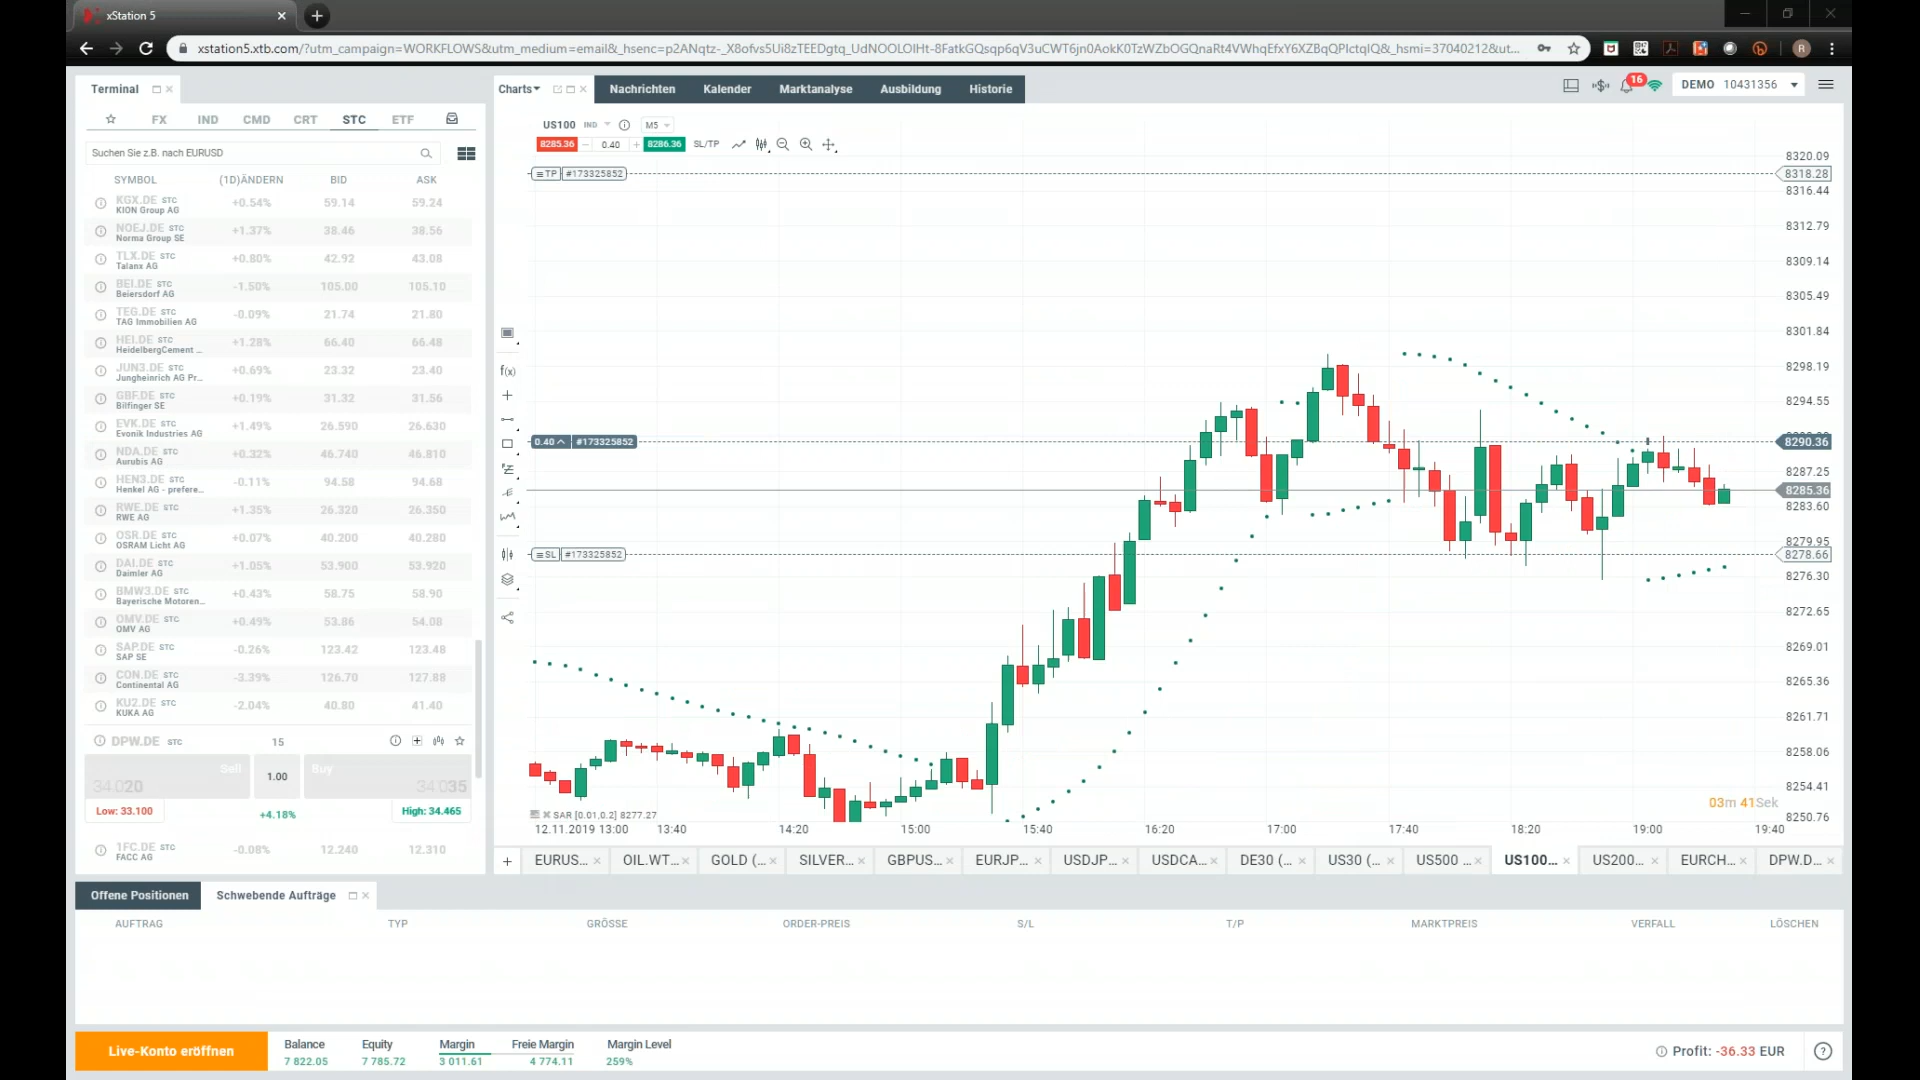 xStation 5
xstation5.xtb.com/?utm_campaign=WORKFLOWS&utm_medium=email&_hsenc=p2ANqtz-_X8ofvs5Ui8zTEEDgtq_UdNOOLOIHt-8FatkGQsqp6qV3uCWT6jn0AokK0TzWZbOGQnaRt4VWhqEfxY6XZBqQPIctqIQ&_hsmi=37040212&ut...
R
Terminal
Charts
Nachrichten
Kalender
Marktanalyse
Ausbildung
Historie
16
DEMO 10431356
FX IND CMD CRT STC ETF
Suchen Sie z.B. nach EURUSD
SYMBOL (1D)ÄNDERN BID ASK
KGX.DE STC +0.54% 59.14 59.24
KION Group AG
NOEJ.DE STC +1.37% 38.46 38.56
Norma Group SE
TLX.DE STC +0.80% 42.92 43.08
Talanx AG
BEI.DE STC -1.50% 105.00 105.10
Beiersdorf AG
TEG.DE STC -0.09% 21.74 21.80
TAG Immobilien AG
HEI.DE STC +1.28% 66.40 66.48
HeidelbergCement ...
JUN3.DE STC +0.69% 23.32 23.40
Jungheinrich AG Pr...
GBF.DE STC +0.19% 31.32 31.56
Bilfinger SE
EVK.DE STC +1.49% 26.590 26.630
Evonik Industries AG
NDA.DE STC +0.32% 46.740 46.810
Aurubis AG
HEN3.DE STC -0.11% 94.58 94.68
Henkel AG - prefere...
RWE.DE STC +1.35% 26.320 26.350
RWE AG
OSR.DE STC +0.07% 40.200 40.280
OSRAM Licht AG
DAI.DE STC +1.05% 53.900 53.920
Daimler AG
BMW3.DE STC +0.43% 58.75 58.90
Bayerische Motoren...
OMV.DE STC +0.49% 53.86 54.08
OMV AG
SAP.DE STC -0.26% 123.42 123.48
SAP SE
CON.DE STC -3.39% 126.70 127.88
Continental AG
KU2.DE STC -2.04% 40.80 41.40
KUKA AG
DPW.DE STC 15
Sell 34.020
1.00
Buy 34.035
Low: 33.100
+4.18%
High: 34.465
1FC.DE STC -0.08% 12.240 12.310
FACC AG
US100 IND M5
8285.36 − 0.40 + 8286.36 SL/TP
TP #173325852
0.40 #173325852
SL #173325852
f(x)
8320.09
8318.28
8316.44
8312.79
8309.14
8305.49
8301.84
8298.19
8294.55
8290.36
8287.25
8285.36
8283.60
8279.95
8278.66
8276.30
8272.65
8269.01
8265.36
8261.71
8258.06
8254.41
8250.76
03m 41Sek
SAR [0.01,0.2] 8277.27
12.11.2019 13:00 13:40 14:20 15:00 15:40 16:20 17:00 17:40 18:20 19:00 19:40
EURUS... OIL.WT... GOLD (... SILVER... GBPUS... EURJP... USDJP... USDCA... DE30 (... US30 (... US500 ... US100... US200... EURCH... DPW.D...
Offene Positionen
Schwebende Aufträge
AUFTRAG TYP GRÖSSE ORDER-PREIS S/L T/P MARKTPREIS VERFALL LÖSCHEN
Live-Konto eröffnen
Balance Equity Margin Freie Margin Margin Level
7 822.05 7 785.72 3 011.61 4 774.11 259%
Profit: -36.33 EUR